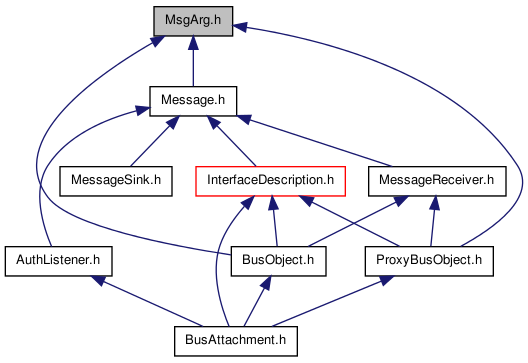 MsgArg.h
Message.h
MessageSink.h
InterfaceDescription.h
MessageReceiver.h
AuthListener.h
BusObject.h
ProxyBusObject.h
BusAttachment.h